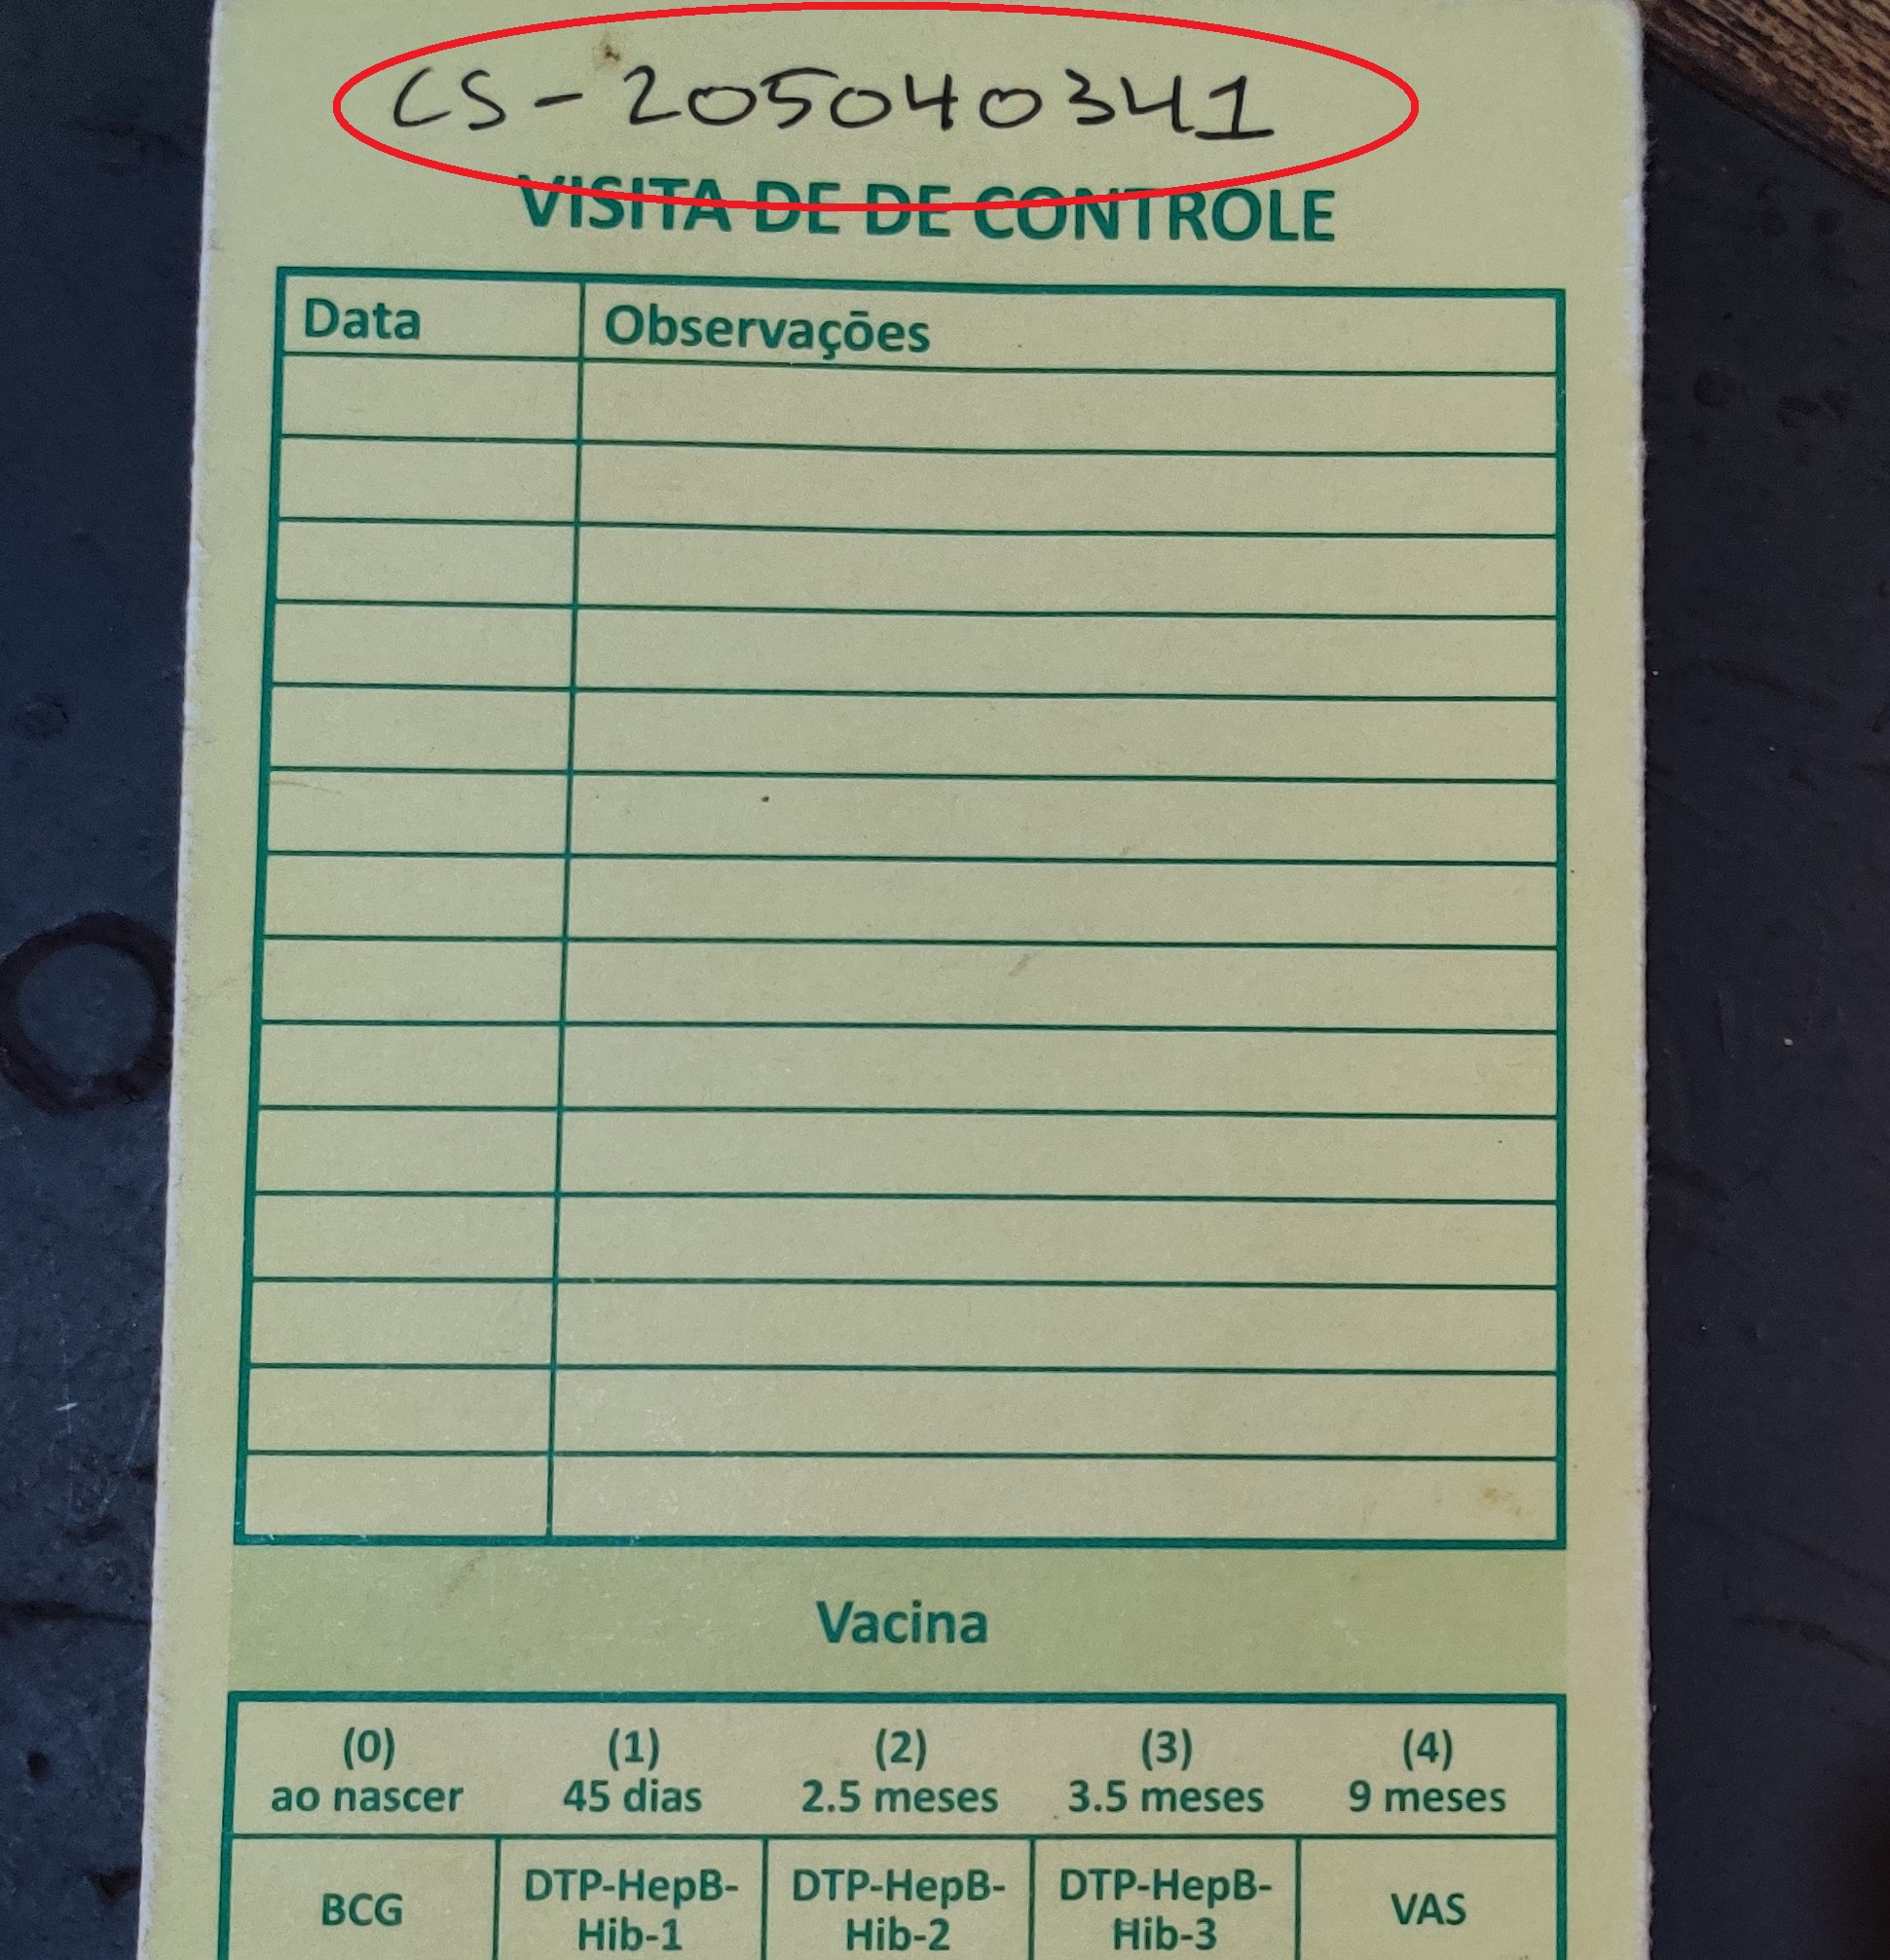 CS-205040341
VISITA DE DE CONTROLE
Data Observações
Vacina
(0) (1) (2) (3) (4)
ao nascer 45 dias 2.5 meses 3.5 meses 9 meses
BCG DTP-HepB-Hib-1 DTP-HepB-Hib-2 DTP-HepB-Hib-3 VAS